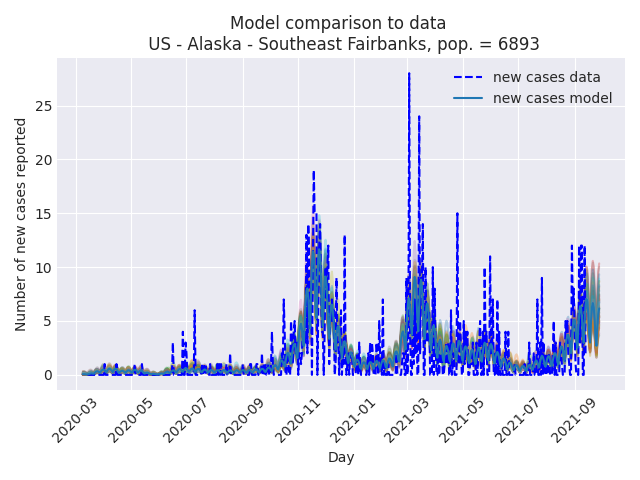 Model comparison to data
US - Alaska - Southeast Fairbanks, pop. = 6893
new cases data
new cases model
Number of new cases reported
25
20
15
10
5
0
2020-03
2020-05
2020-07
2020-09
2020-11
2021-01
2021-03
2021-05
2021-07
2021-09
Day